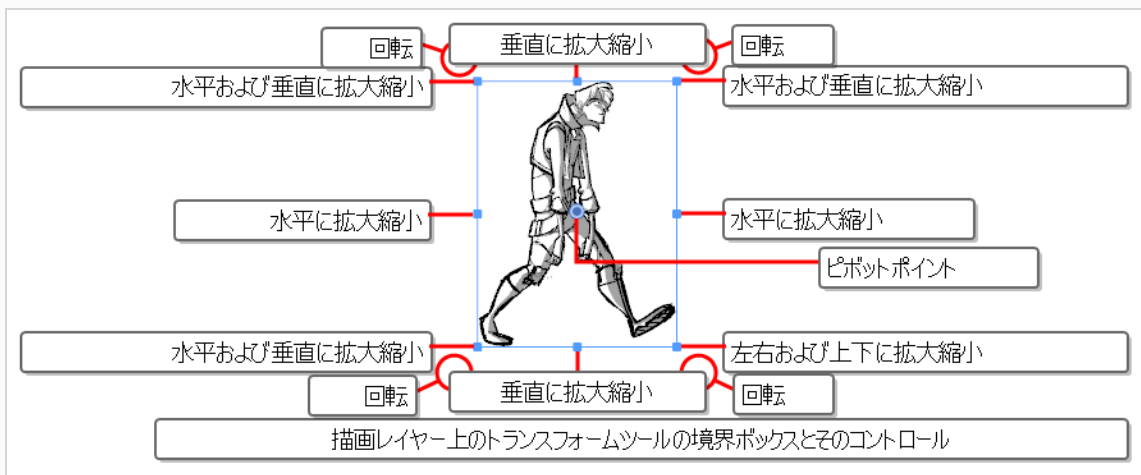 回転
垂直に拡大縮小
回転
水平および垂直に拡大縮小
水平および垂直に拡大縮小
水平に拡大縮小
水平に拡大縮小
ピボットポイント
水平および垂直に拡大縮小
左右および上下に拡大縮小
回転
垂直に拡大縮小
回転
描画レイヤー上のトランスフォームツールの境界ボックスとそのコントロール